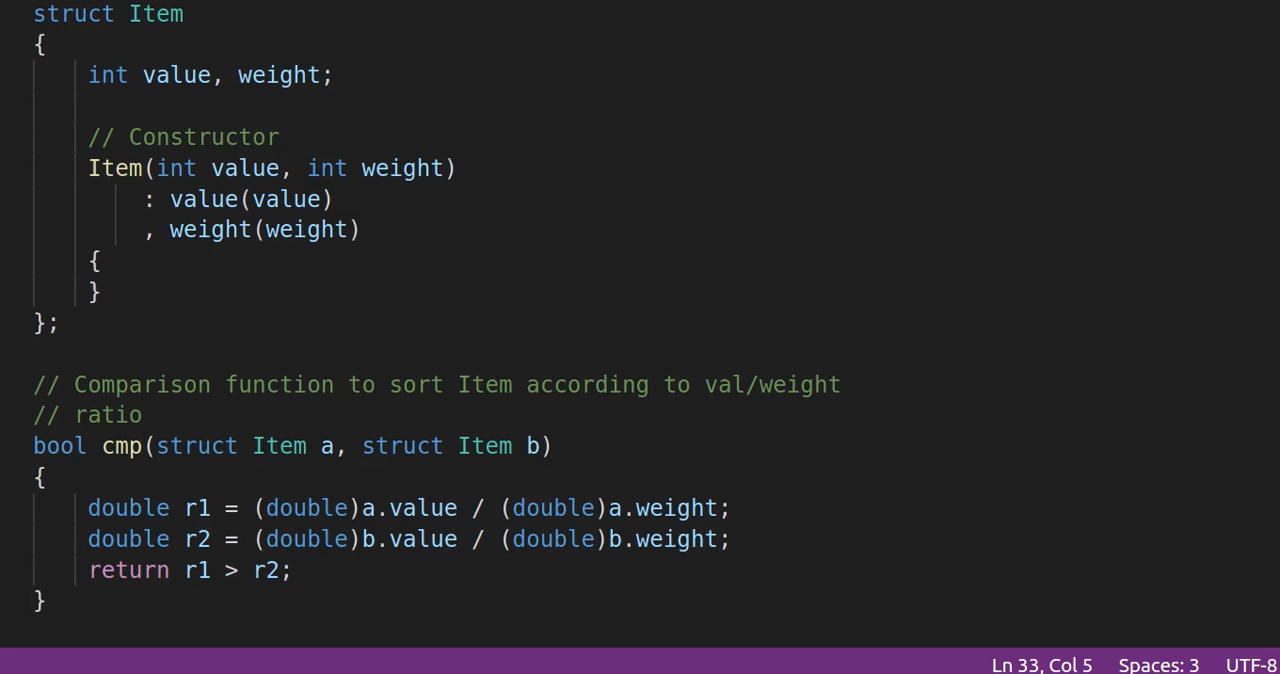 struct Item
{
int value, weight;
// Constructor
Item(int value, int weight)
: value(value)
, weight(weight)
{
}
};
// Comparison function to sort Item according to val/weight
// ratio
bool cmp(struct Item a, struct Item b)
{
double r1 = (double)a.value / (double)a.weight;
double r2 = (double)b.value / (double)b.weight;
return r1 > r2;
}
Ln 33, Col 5 Spaces: 3 UTF-8